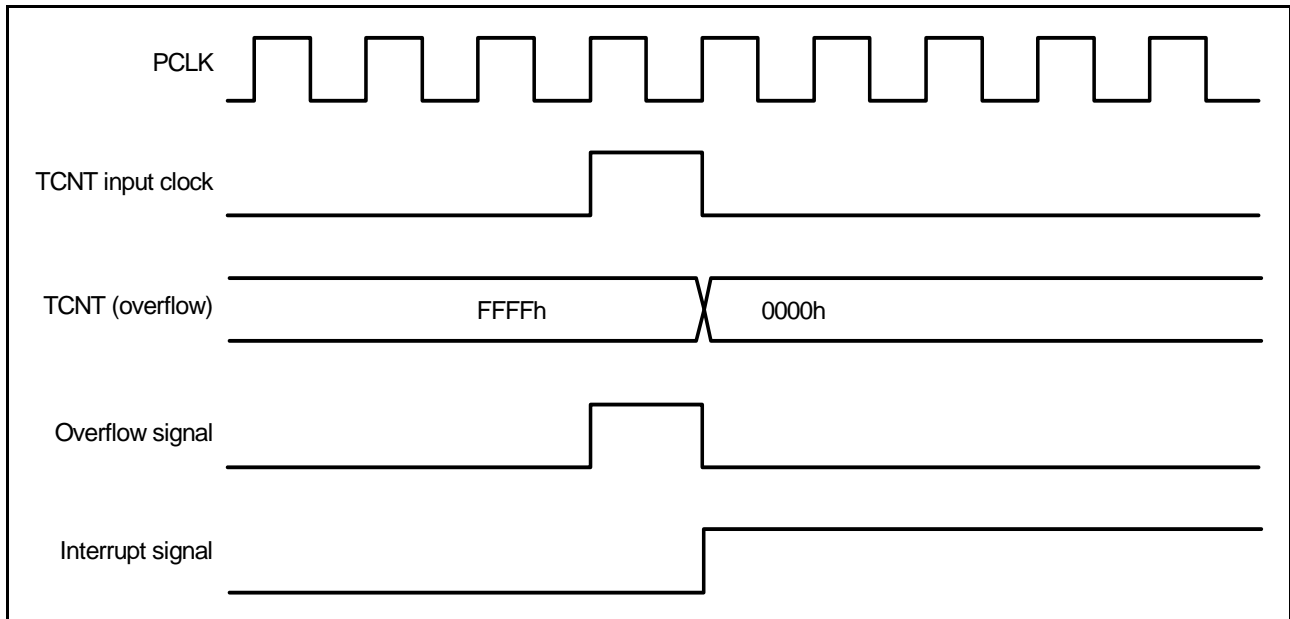 PCLK
TCNT input clock
TCNT (overflow)
FFFFh
0000h
Overflow signal
Interrupt signal